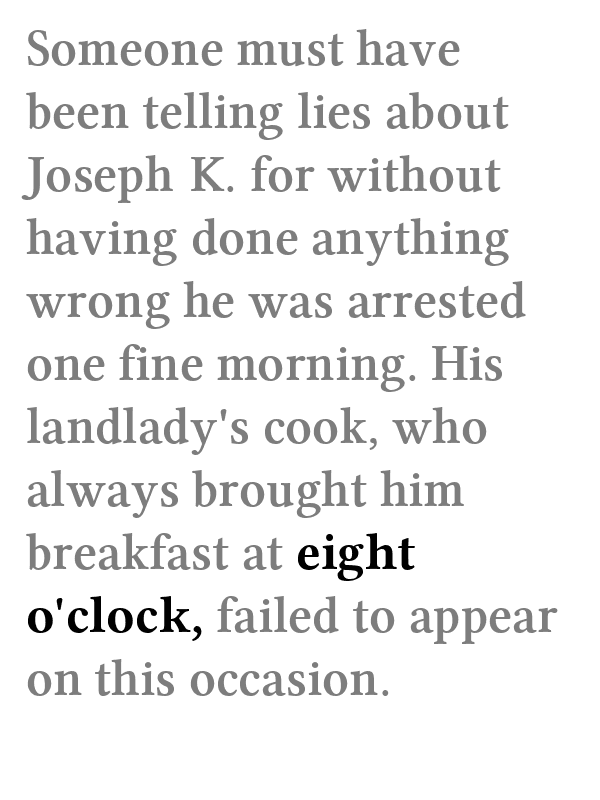 Someone must have
been telling lies about
Joseph K. for without
having done anything
wrong he was arrested
one fine morning. His
landlady's cook, who
always brought him
breakfast at eight
o'clock, failed to appear
on this occasion.